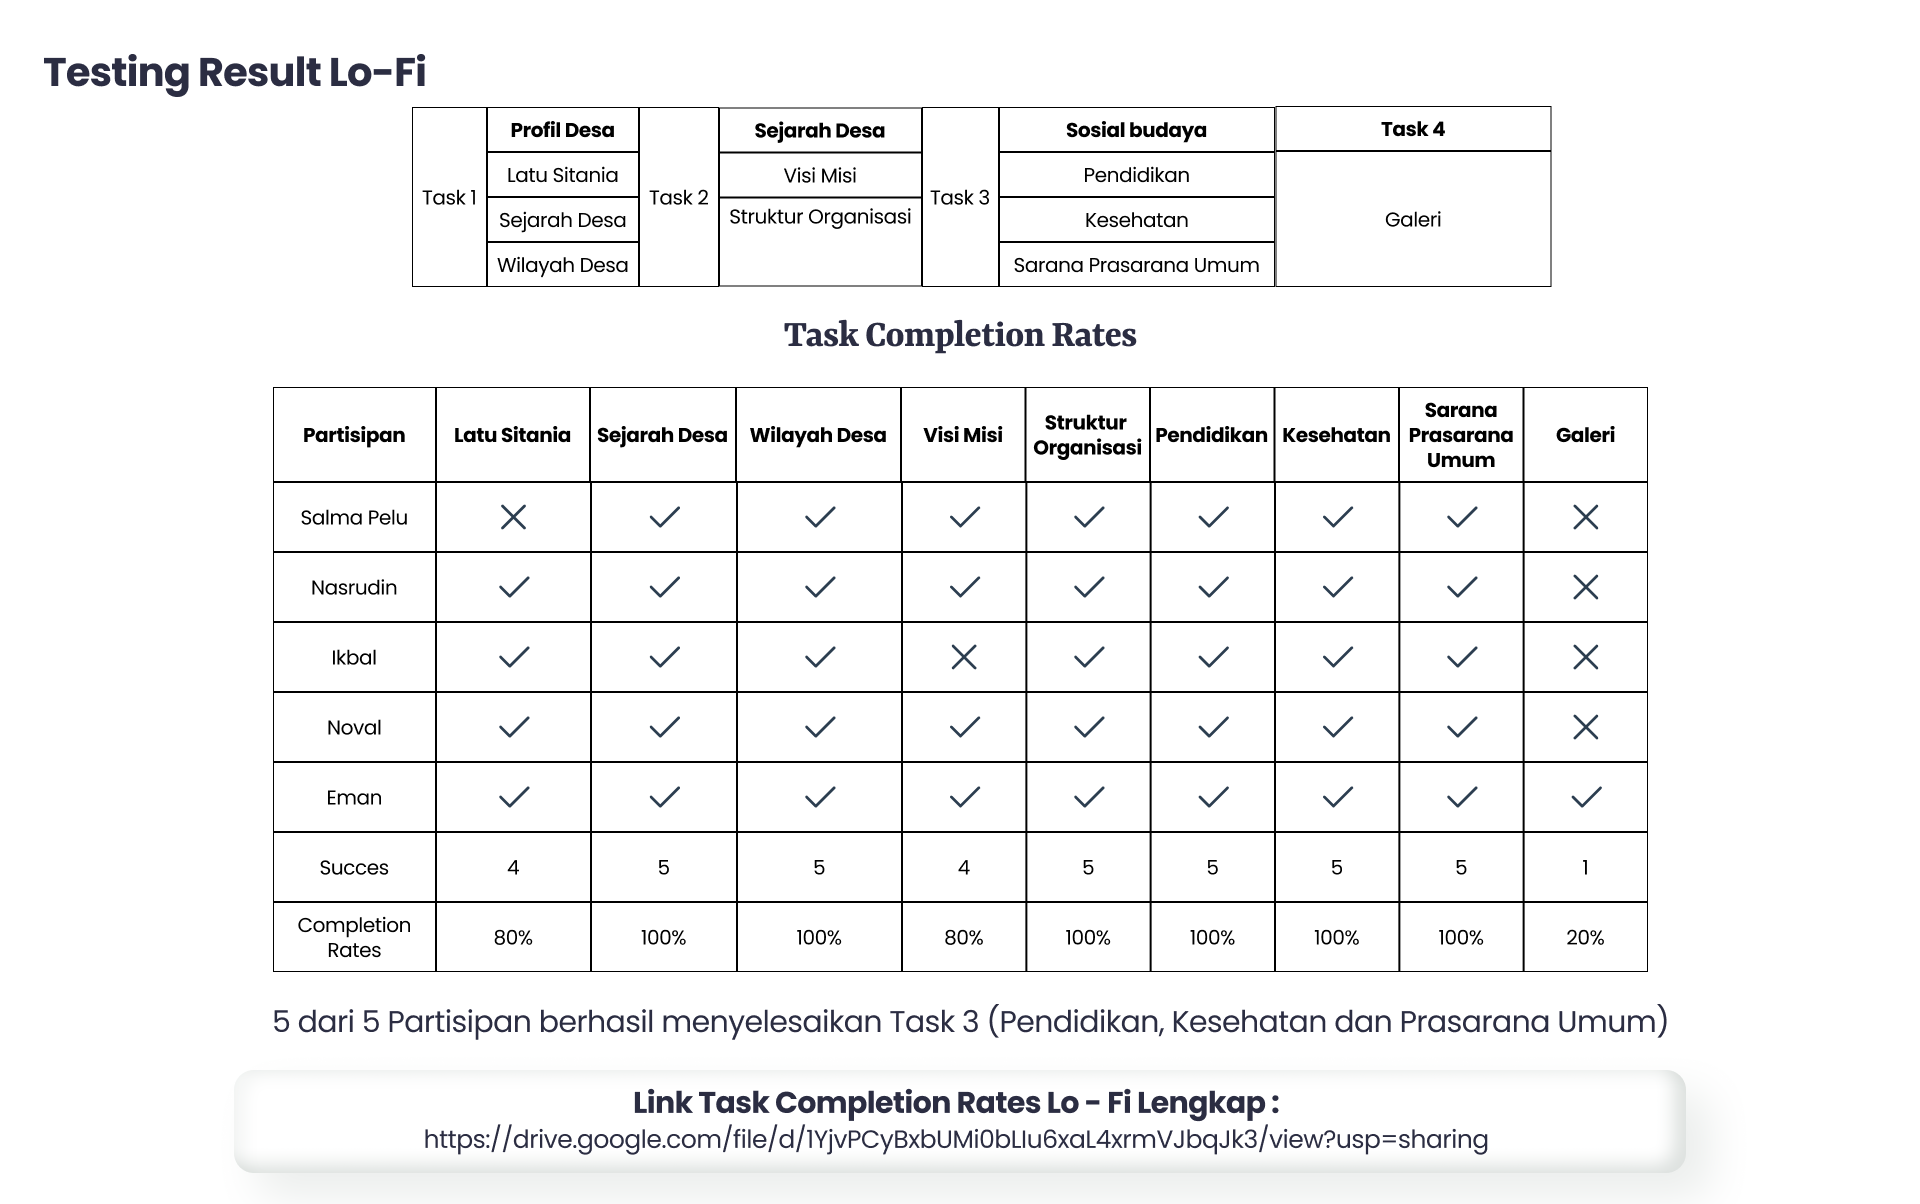 Testing Result Lo-Fi
Task 1
Profil Desa
Latu Sitania
Sejarah Desa
Wilayah Desa
Task 2
Sejarah Desa
Visi Misi
Struktur Organisasi
Task 3
Sosial budaya
Pendidikan
Kesehatan
Sarana Prasarana Umum
Task 4
Galeri
Task Completion Rates
Partisipan Latu Sitania Sejarah Desa Wilayah Desa Visi Misi Struktur Organisasi Pendidikan Kesehatan Sarana Prasarana Umum Galeri
Salma Pelu ✕ ✓ ✓ ✓ ✓ ✓ ✓ ✓ ✕
Nasrudin ✓ ✓ ✓ ✓ ✓ ✓ ✓ ✓ ✕
Ikbal ✓ ✓ ✓ ✕ ✓ ✓ ✓ ✓ ✕
Noval ✓ ✓ ✓ ✓ ✓ ✓ ✓ ✓ ✕
Eman ✓ ✓ ✓ ✓ ✓ ✓ ✓ ✓ ✓
Succes 4 5 5 4 5 5 5 5 1
Completion Rates 80% 100% 100% 80% 100% 100% 100% 100% 20%
5 dari 5 Partisipan berhasil menyelesaikan Task 3 (Pendidikan, Kesehatan dan Prasarana Umum)
Link Task Completion Rates Lo - Fi Lengkap :
https://drive.google.com/file/d/1YjvPCyBxbUMi0bLIu6xaL4xrmVJbqJk3/view?usp=sharing